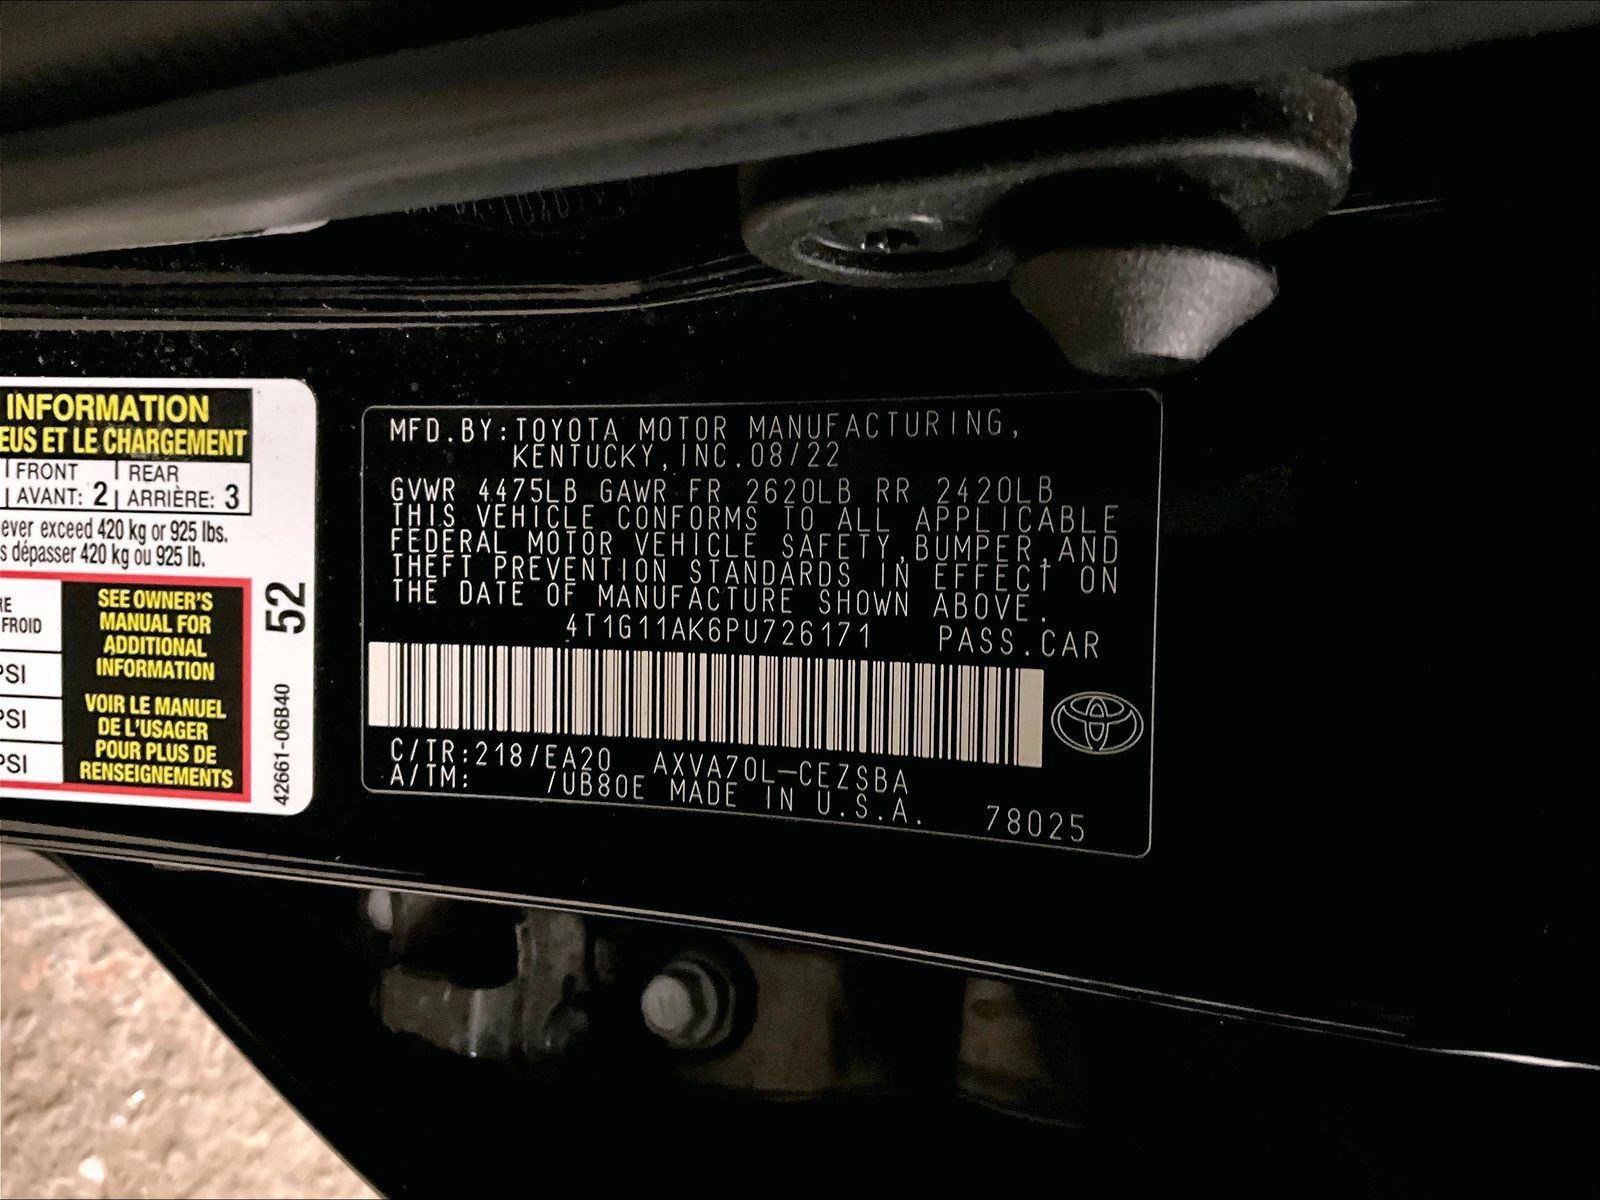 INFORMATION
EUS ET LE CHARGEMENT
FRONT REAR
AVANT: 2 ARRIÈRE: 3
ever exceed 420 kg or 925 lbs.
s dépasser 420 kg ou 925 lb.
RE
FROID
PSI
PSI
PSI
SEE OWNER'S
MANUAL FOR
ADDITIONAL
INFORMATION
VOIR LE MANUEL
DE L'USAGER
POUR PLUS DE
RENSEIGNEMENTS
52
42661-06B40
MFD.BY:TOYOTA MOTOR MANUFACTURING,
KENTUCKY,INC.08/22
GVWR 4475LB GAWR FR 2620LB RR 2420LB
THIS VEHICLE CONFORMS TO ALL APPLICABLE
FEDERAL MOTOR VEHICLE SAFETY,BUMPER,AND
THEFT PREVENTION STANDARDS IN EFFECT ON
THE DATE OF MANUFACTURE SHOWN ABOVE.
4T1G11AK6PU726171 PASS.CAR
C/TR:218/EA20 AXVA70L-CEZSBA
A/TM: /UB80E MADE IN U.S.A. 78025